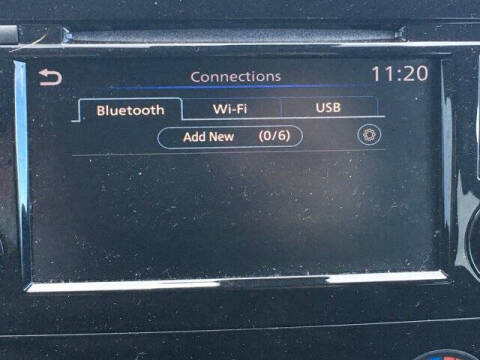 Connections 11:20
Bluetooth Wi-Fi USB
Add New (0/6)